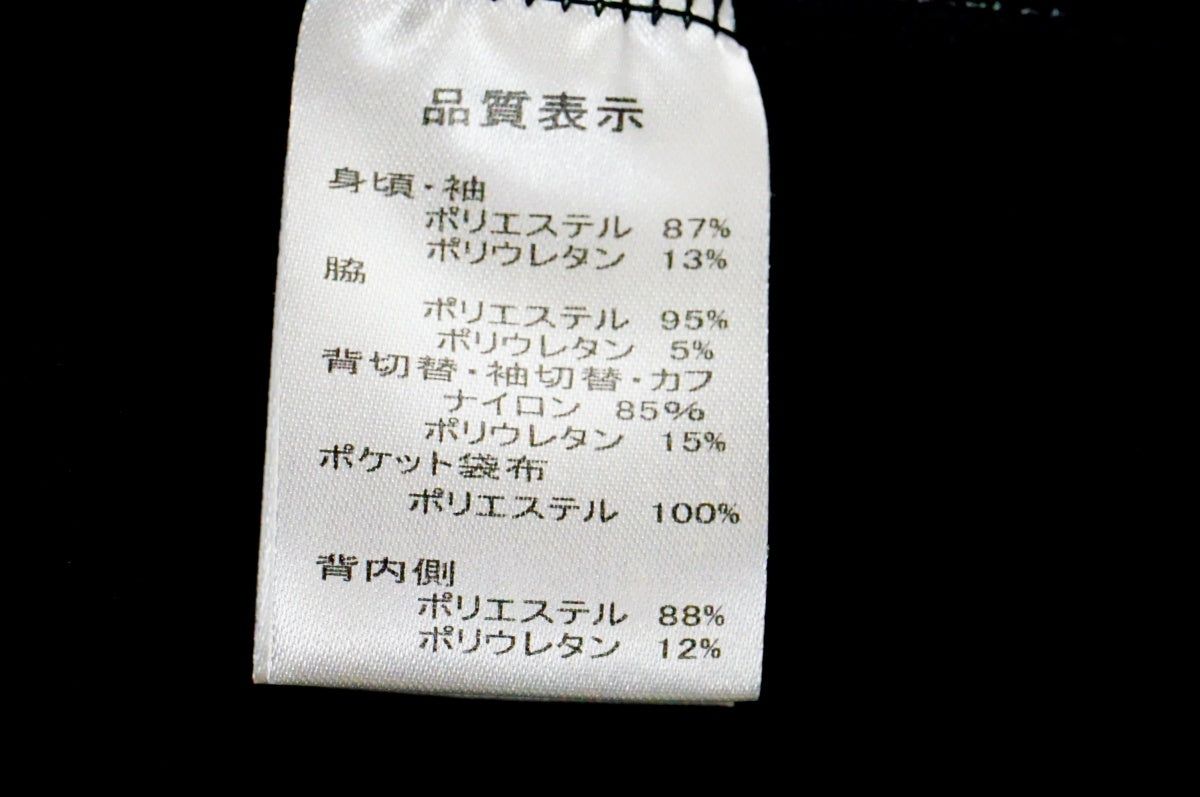 品質表示
身頃・袖
ポリエステル 87%
ポリウレタン 13%
脇
ポリエステル 95%
ポリウレタン 5%
背切替・袖切替・カフ
ナイロン 85%
ポリウレタン 15%
ポケット袋布
ポリエステル 100%
背内側
ポリエステル 88%
ポリウレタン 12%